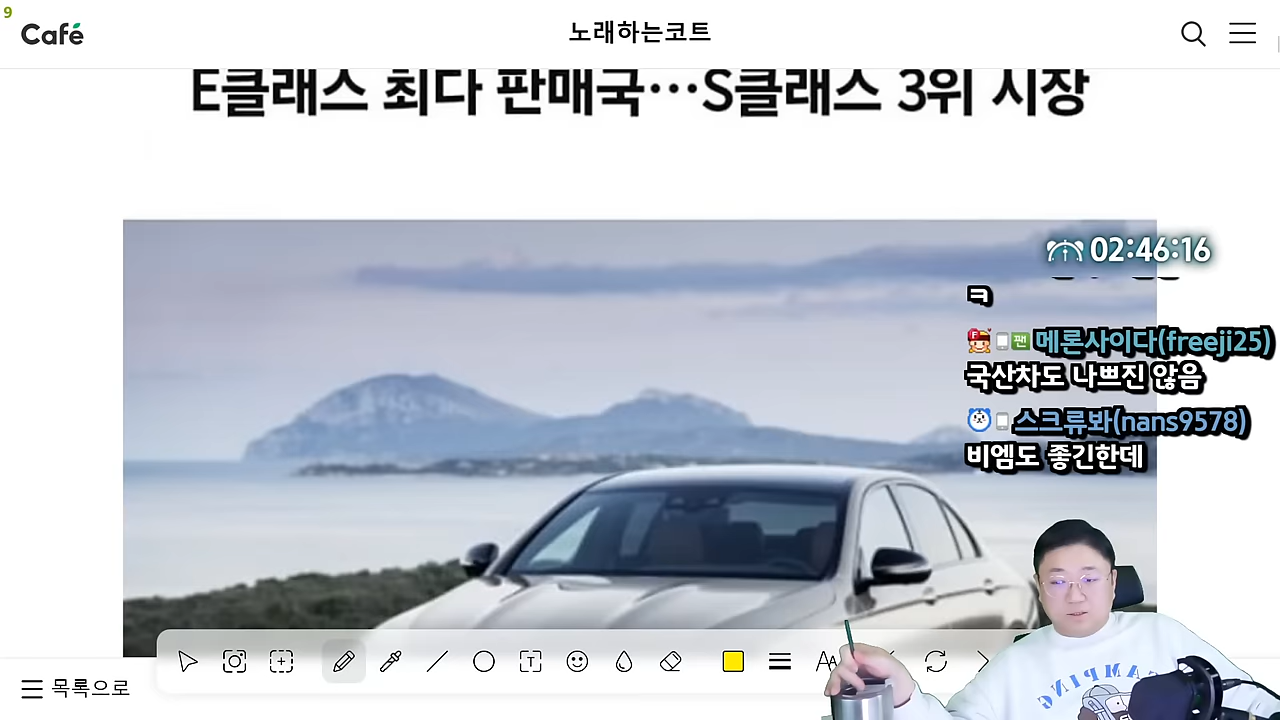 9
Café
노래하는코트
E클래스 최다 판매국…S클래스 3위 시장
02:46:16
ㅋ
F 팬 메론사이다(freeji25)
국산차도 나쁘진 않음
스크류봐(nans9578)
비엠도 좋긴한데
T
AA
목록으로
CAMPING